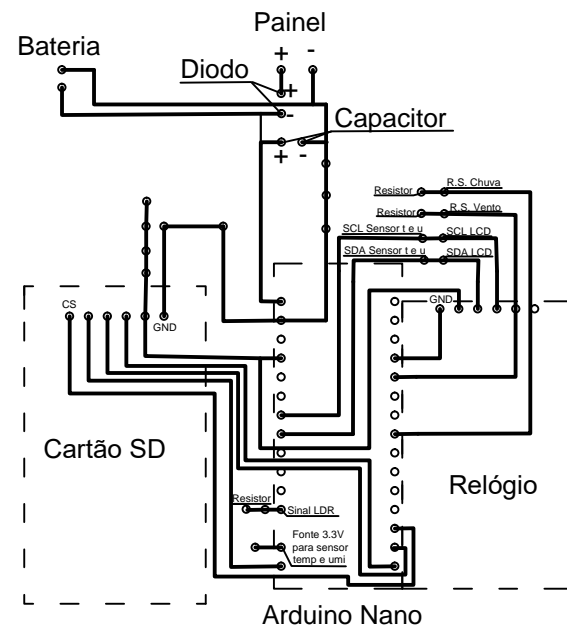 Painel
Bateria
+ -
Diodo
+
-
Capacitor
+ -
Resistor R.S. Chuva
Resistor R.S. Vento
SCL Sensor t e u SCL LCD
SDA Sensor t e u SDA LCD
CS
GND
GND
Cartão SD
Relógio
Resistor
Sinal LDR
Fonte 3.3V
para sensor
temp e umi
Arduino Nano